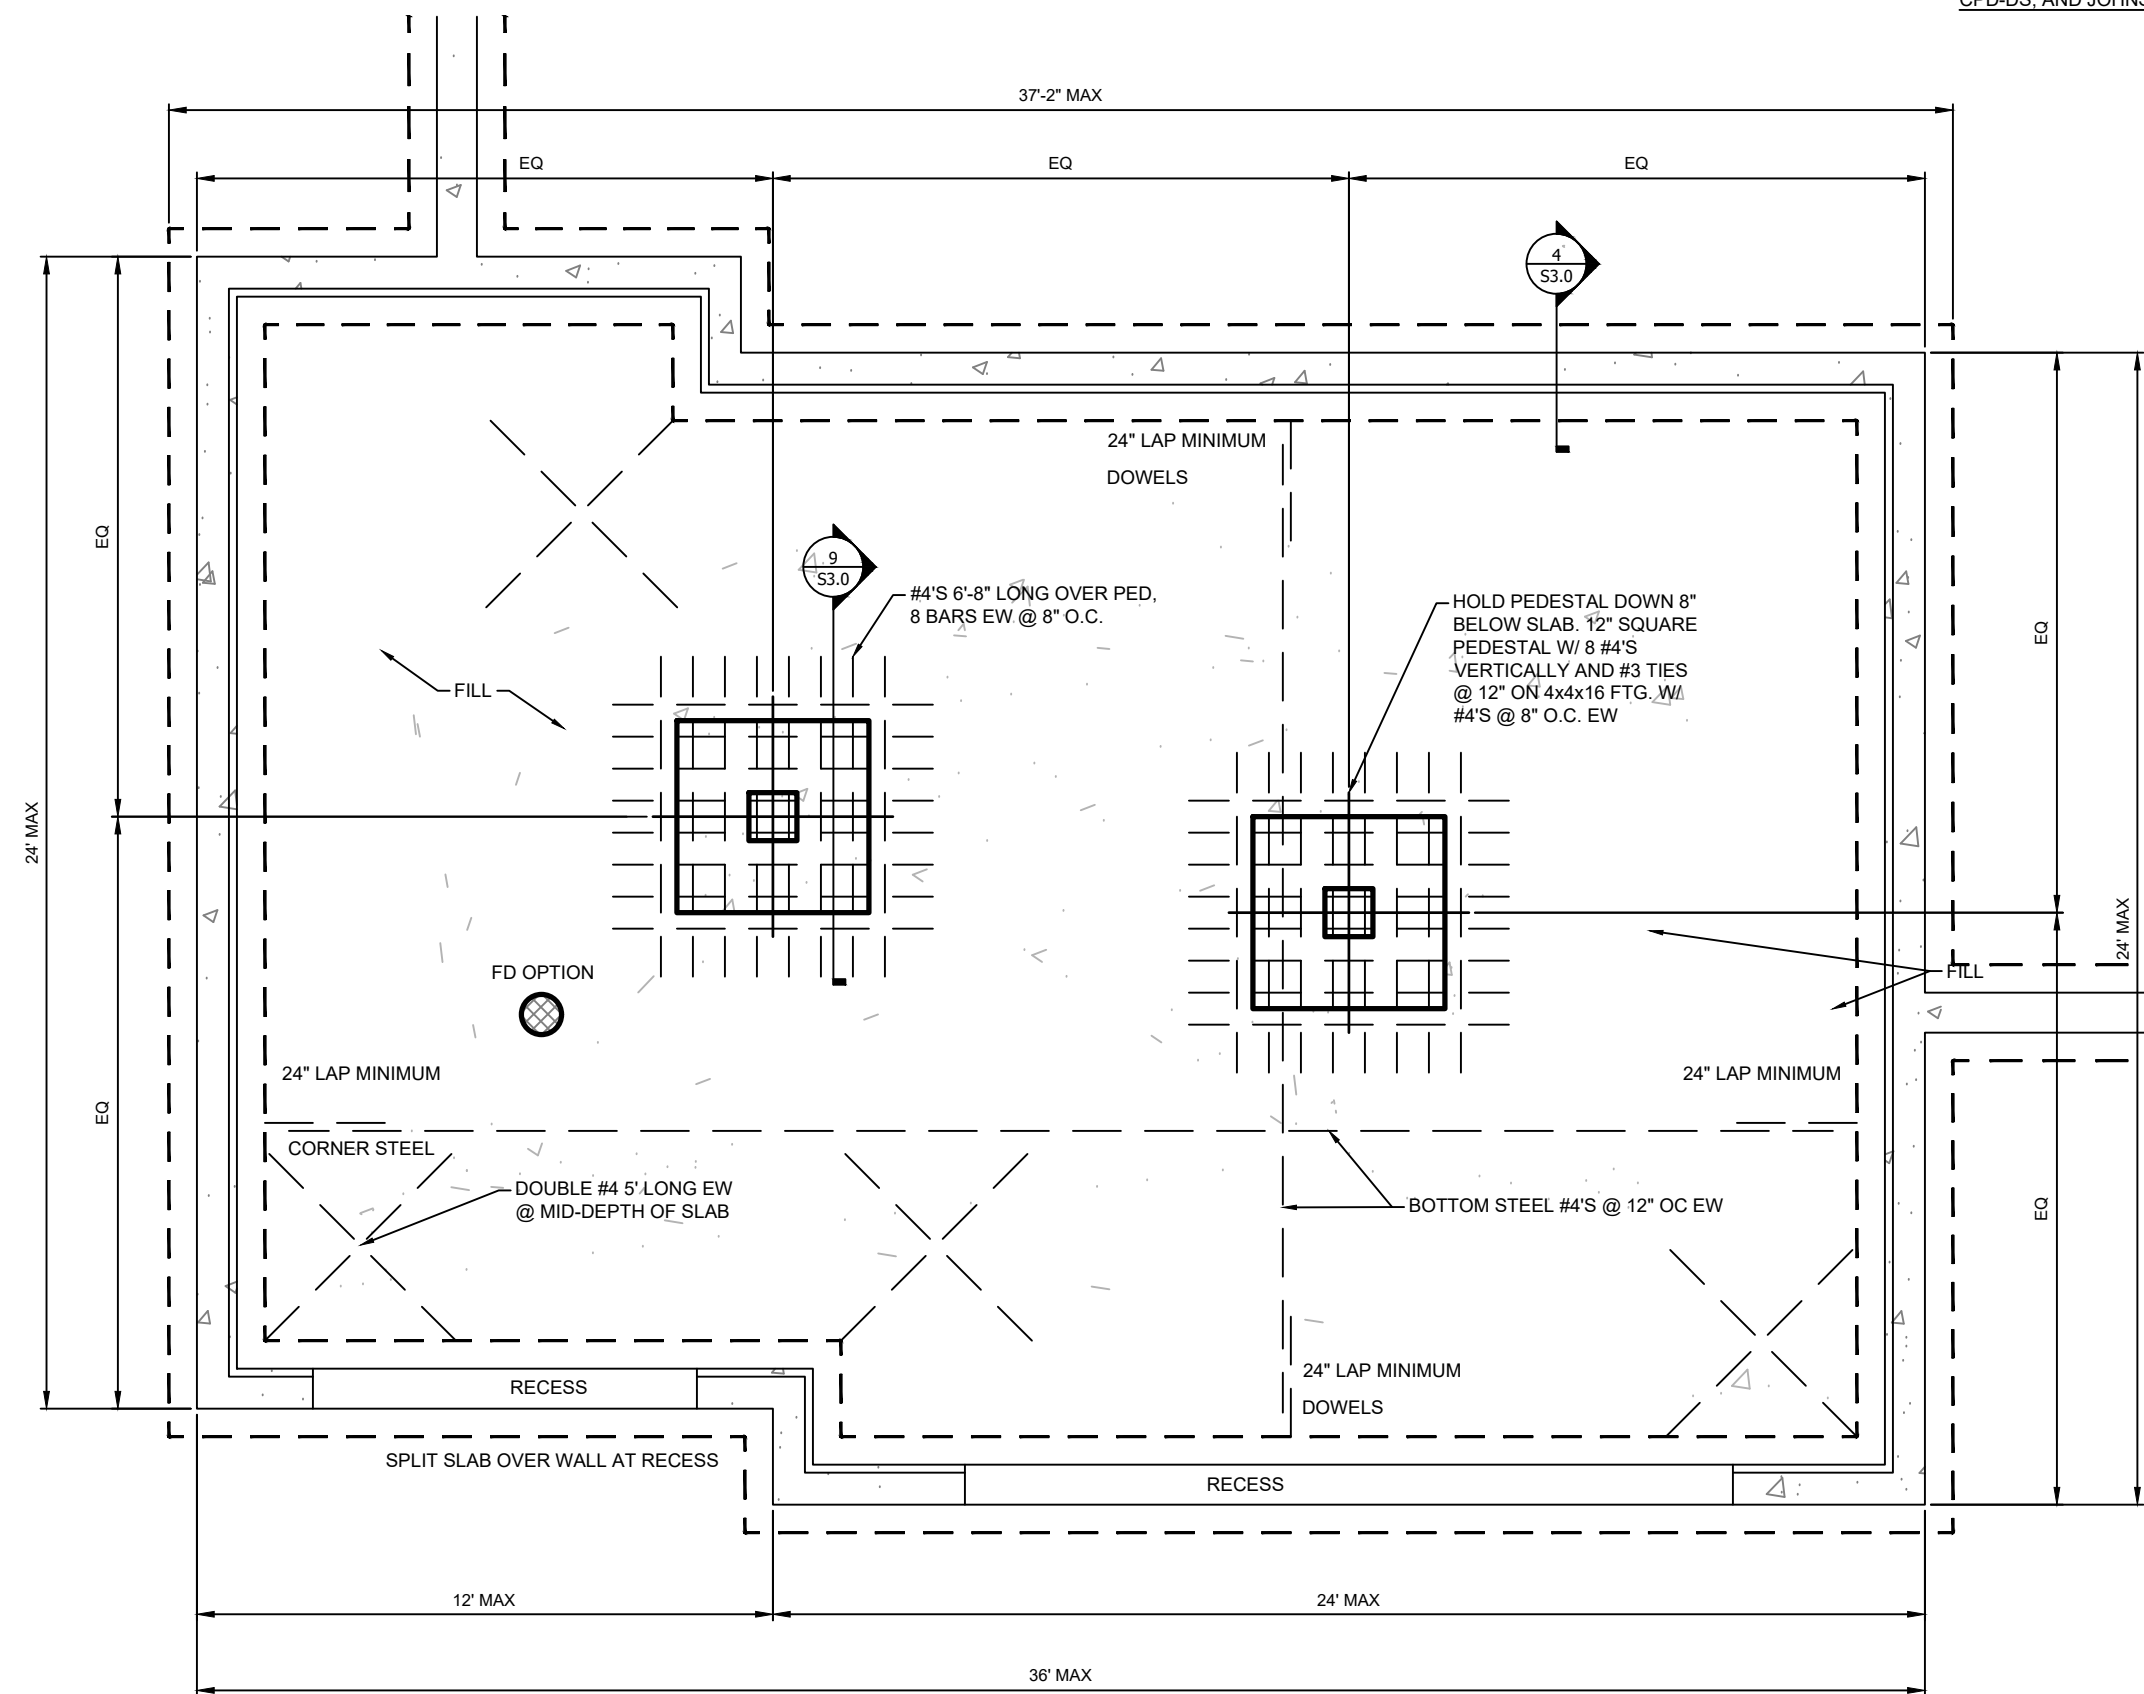 37'-2" MAX
EQ
EQ
EQ
4
S3.0
24" LAP MINIMUM
DOWELS
EQ
9
S3.0
#4'S 6'-8" LONG OVER PED,
8 BARS EW @ 8" O.C.
HOLD PEDESTAL DOWN 8"
BELOW SLAB. 12" SQUARE
PEDESTAL W/ 8 #4'S
VERTICALLY AND #3 TIES
@ 12" ON 4x4x16 FTG. W/
#4'S @ 8" O.C. EW
EQ
FILL
24' MAX
24' MAX
FD OPTION
FILL
24" LAP MINIMUM
24" LAP MINIMUM
EQ
CORNER STEEL
DOUBLE #4 5' LONG EW
@ MID-DEPTH OF SLAB
BOTTOM STEEL #4'S @ 12" OC EW
EQ
24" LAP MINIMUM
RECESS
DOWELS
SPLIT SLAB OVER WALL AT RECESS
RECESS
12' MAX
24' MAX
36' MAX